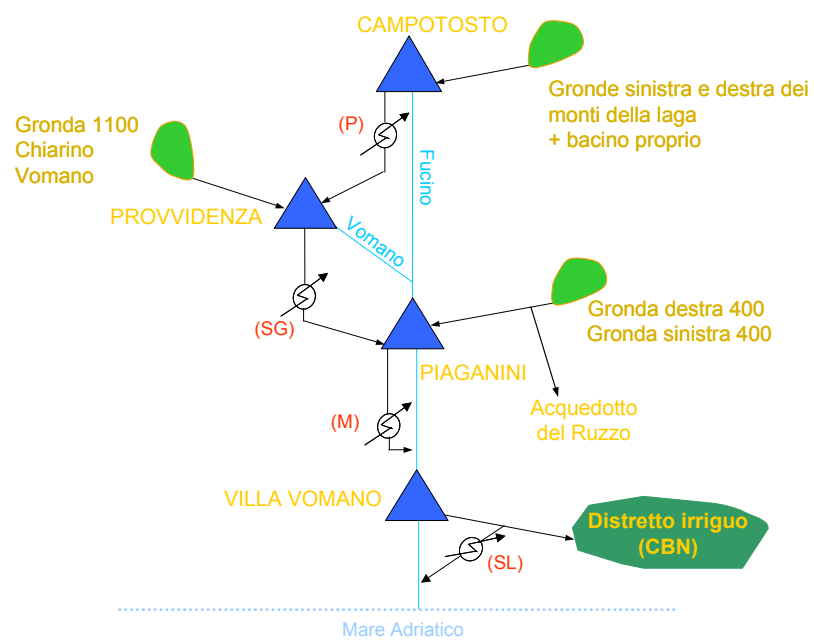 CAMPOTOSTO
Gronde sinistra e destra dei
monti della laga
+ bacino proprio
Gronda 1100
Chiarino
Vomano
(P)
Fucino
PROVVIDENZA
Vomano
(SG)
Gronda destra 400
Gronda sinistra 400
PIAGANINI
Acquedotto
del Ruzzo
(M)
VILLA VOMANO
Distretto irriguo
(CBN)
(SL)
Mare Adriatico